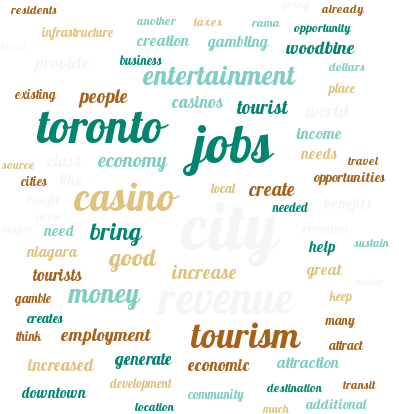 going
residents
already
another
taxes
rama
opportunity
infrastructure
creation
gambling
woodbine
boost
provide
business
dollars
entertainment
existing
people
casinos
tourist
place
world
toronto
jobs
income
needs
source
class
economy
travel
cities
like
opportunities
casino
local
create
benefit
needed
benefits
area
major
need
bring
city
revenues
niagara
good
help
sustain
tourists
increase
great
make
gamble
money
revenue
keep
creates
many
think
employment
tourism
attract
increased
generate
economic
attraction
downtown
development
community
destination
transit
location
much
additional